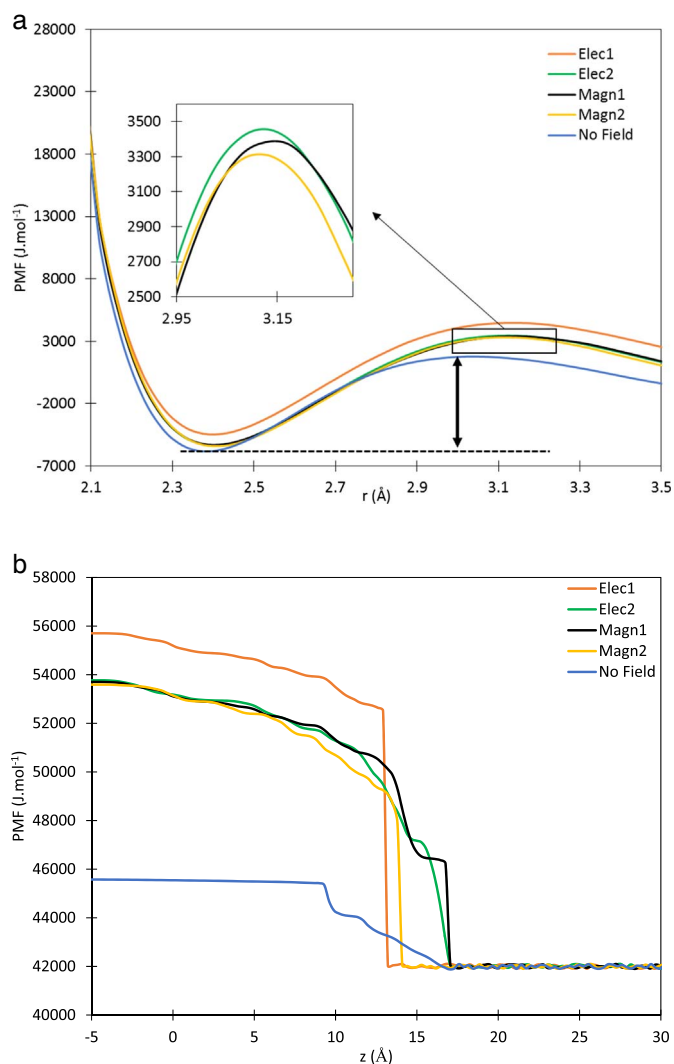 a
28000
23000
18000
13000
8000
3000
-2000
-7000
PMF (J.mol-1)
2.1 2.3 2.5 2.7 2.9 3.1 3.3 3.5
r (Å)
Elec1
Elec2
Magn1
Magn2
No Field
3500
3300
3100
2900
2700
2500
2.95 3.15
b
58000
56000
54000
52000
50000
48000
46000
44000
42000
40000
PMF (J.mol-1)
-5 0 5 10 15 20 25 30
z (Å)
Elec1
Elec2
Magn1
Magn2
No Field